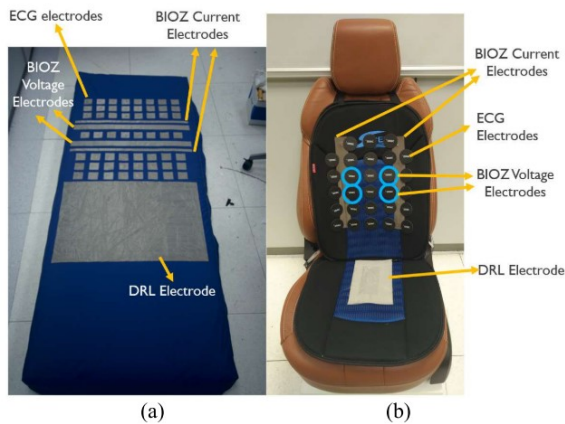 ECG electrodes
BIOZ Current
Electrodes
BIOZ
Voltage
Electrodes
DRL Electrode
(a)
BIOZ Current
Electrodes
ECG
Electrodes
BIOZ Voltage
Electrodes
DRL Electrode
(b)